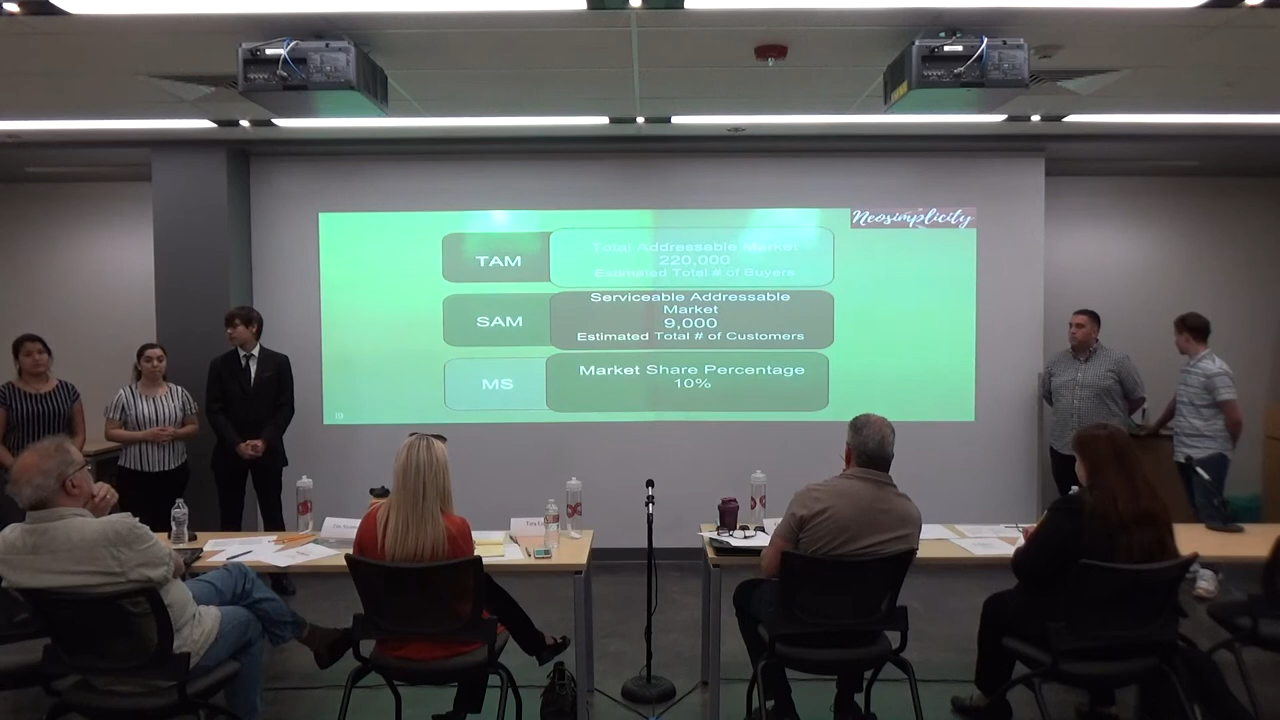 Neosimplicity
TAM
Total Addressable Market
220,000
Estimated Total # of Buyers
SAM
Serviceable Addressable
Market
9,000
Estimated Total # of Customers
MS
Market Share Percentage
10%